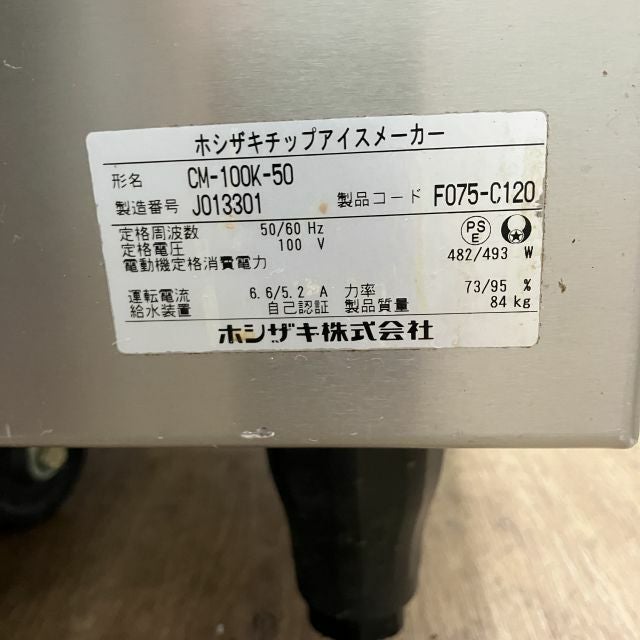 ホシザキチップアイスメーカー
形名 CM-100K-50
製造番号 J013301 製品コード F075-C120
定格周波数 50/60 Hz PSE
定格電圧 100 V
電動機定格消費電力 482/493 W
運転電流 6.6/5.2 A 力率 73/95 %
給水装置 自己認証 製品質量 84 kg
ホシザキ株式会社